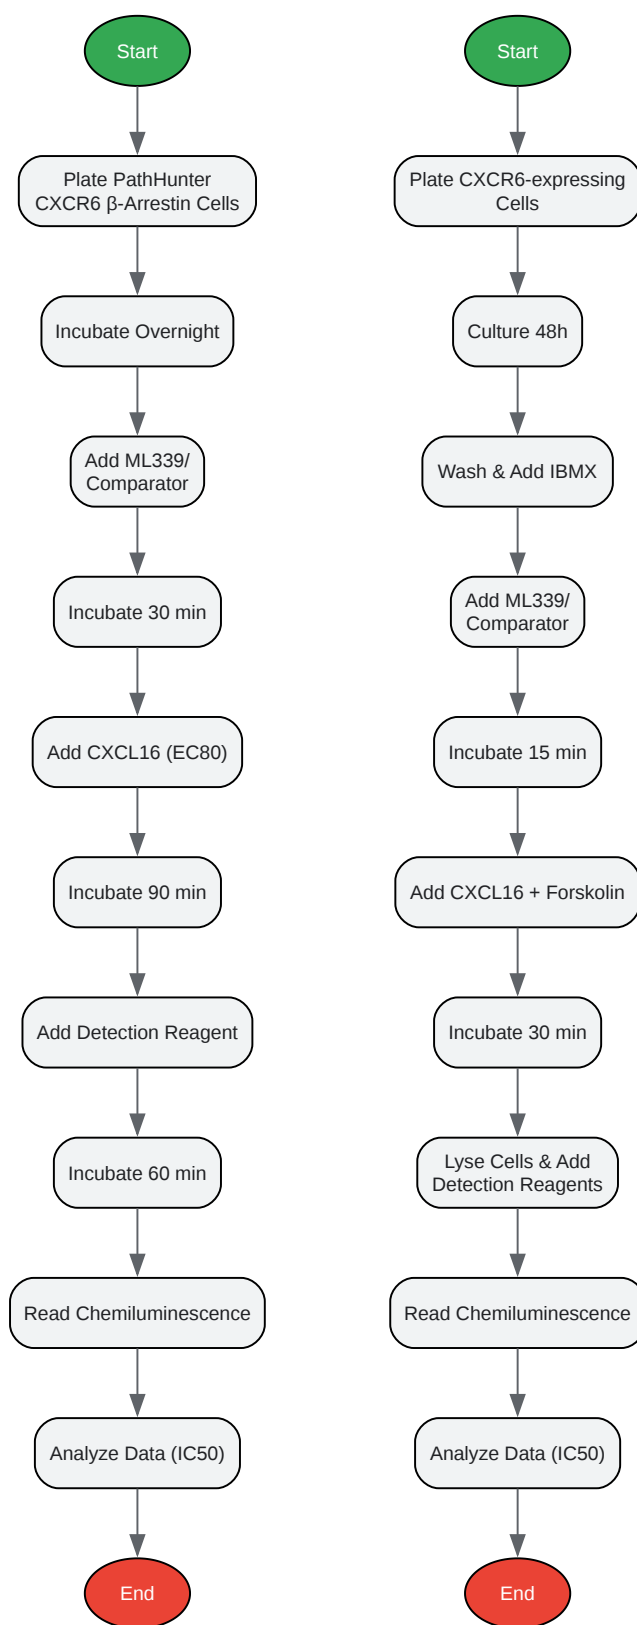 Start
Plate PathHunter
CXCR6 β-Arrestin Cells
Incubate Overnight
Add ML339/
Comparator
Incubate 30 min
Add CXCL16 (EC80)
Incubate 90 min
Add Detection Reagent
Incubate 60 min
Read Chemiluminescence
Analyze Data (IC50)
End
Start
Plate CXCR6-expressing
Cells
Culture 48h
Wash & Add IBMX
Add ML339/
Comparator
Incubate 15 min
Add CXCL16 + Forskolin
Incubate 30 min
Lyse Cells & Add
Detection Reagents
Read Chemiluminescence
Analyze Data (IC50)
End